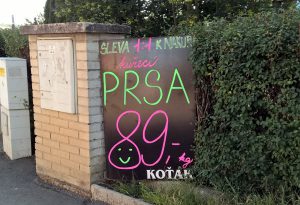 SLEVA 1+1 K NÁKUPU
kuřecí
PRSA
89,-
kg
KOŤÁK